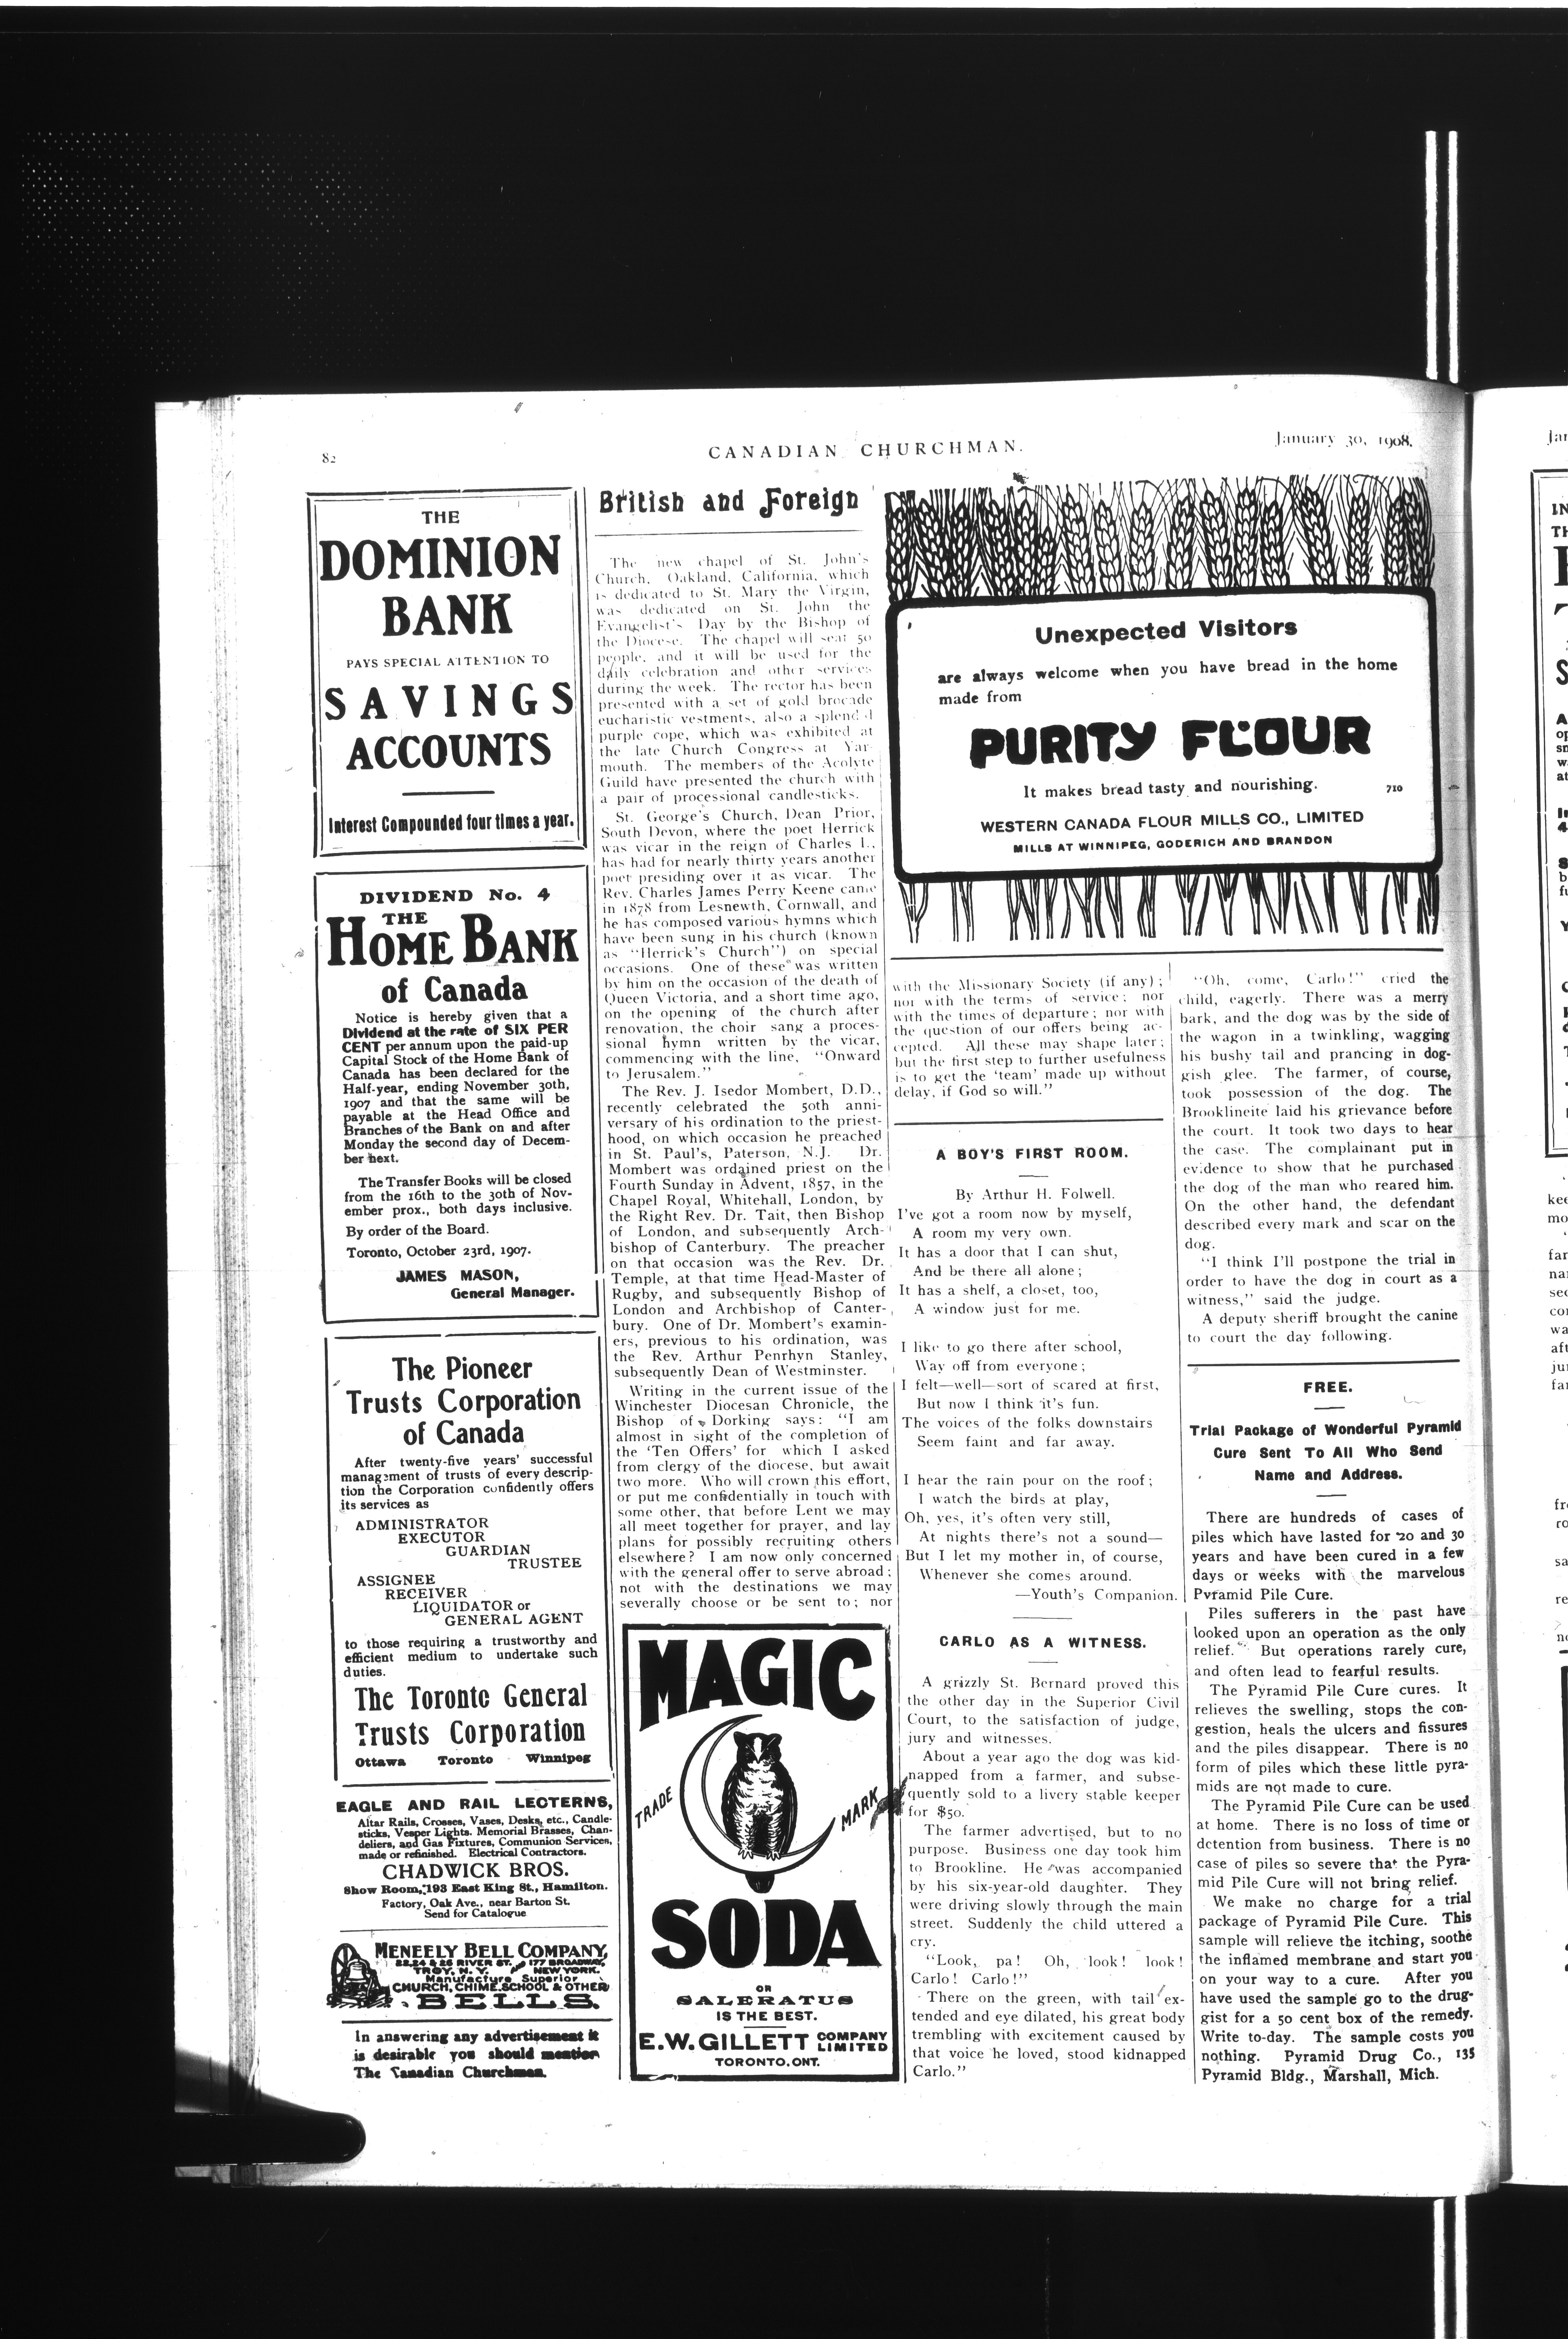 82
CANADIAN CHURCHMAN.
January 30, 1908.
THE
DOMINION
BANK
PAYS SPECIAL ATTENTION TO
SAVINGS
ACCOUNTS
Interest Compounded four times a year.
DIVIDEND No. 4
THE
HOME BANK
of Canada
Notice is hereby given that a
Dividend at the rate of SIX PER
CENT per annum upon the paid-up
Capital Stock of the Home Bank of
Canada has been declared for the
Half-year, ending November 30th,
1907 and that the same will be
payable at the Head Office and
Branches of the Bank on and after
Monday the second day of Decem-
ber next.
The Transfer Books will be closed
from the 16th to the 30th of Nov-
ember prox., both days inclusive.
By order of the Board.
Toronto, October 23rd, 1907.
JAMES MASON,
General Manager.
The Pioneer
Trusts Corporation
of Canada
After twenty-five years' successful
management of trusts of every descrip-
tion the Corporation confidently offers
its services as
ADMINISTRATOR
EXECUTOR
GUARDIAN
TRUSTEE
ASSIGNEE
RECEIVER
LIQUIDATOR or
GENERAL AGENT
to those requiring a trustworthy and
efficient medium to undertake such
duties.
The Toronto General
Trusts Corporation
Ottawa Toronto Winnipeg
EAGLE AND RAIL LECTERNS,
Altar Rails, Crosses, Vases, Desks, etc., Candle-
sticks, Vesper Lights. Memorial Brasses, Chan-
deliers, and Gas Fixtures, Communion Services,
made or refinished. Electrical Contractors.
CHADWICK BROS.
Show Room, 193 East King St., Hamilton.
Factory, Oak Ave., near Barton St.
Send for Catalogue
MENEELY BELL COMPANY,
22,24 & 26 RIVER ST. 177 BROADWAY,
TROY, N. Y. NEW YORK.
Manufacture Superior
CHURCH, CHIME, SCHOOL & OTHER
BELLS.
In answering any advertisement it
is desirable you should mention
The Canadian Churchman.
British and Foreign
The new chapel of St. John's
Church, Oakland, California, which
is dedicated to St. Mary the Virgin,
was dedicated on St. John the
Evangelist's Day by the Bishop of
the Diocese. The chapel will seat 50
people, and it will be used for the
daily celebration and other services
during the week. The rector has been
presented with a set of gold brocade
eucharistic vestments, also a splend d
purple cope, which was exhibited at
the late Church Congress at Yar-
mouth. The members of the Acolyte
Guild have presented the church with
a pair of processional candlesticks.
St. George's Church, Dean Prior,
South Devon, where the poet Herrick
was vicar in the reign of Charles I.,
has had for nearly thirty years another
poet presiding over it as vicar. The
Rev. Charles James Perry Keene came
in 1878 from Lesnewth, Cornwall, and
he has composed various hymns which
have been sung in his church (known
as "Herrick's Church") on special
occasions. One of these was written
by him on the occasion of the death of
Queen Victoria, and a short time ago,
on the opening of the church after
renovation, the choir sang a proces-
sional hymn written by the vicar,
commencing with the line, "Onward
to Jerusalem."
The Rev. J. Isedor Mombert, D.D.,
recently celebrated the 50th anni-
versary of his ordination to the priest-
hood, on which occasion he preached
in St. Paul's, Paterson, N.J. Dr.
Mombert was ordained priest on the
Fourth Sunday in Advent, 1857, in the
Chapel Royal, Whitehall, London, by
the Right Rev. Dr. Tait, then Bishop
of London, and subsequently Arch-
bishop of Canterbury. The preacher
on that occasion was the Rev. Dr.
Temple, at that time Head-Master of
Rugby, and subsequently Bishop of
London and Archbishop of Canter-
bury. One of Dr. Mombert's examin-
ers, previous to his ordination, was
the Rev. Arthur Penrhyn Stanley,
subsequently Dean of Westminster.
Writing in the current issue of the
Winchester Diocesan Chronicle, the
Bishop of Dorking says: "I am
almost in sight of the completion of
the 'Ten Offers' for which I asked
from clergy of the diocese, but await
two more. Who will crown this effort,
or put me confidentially in touch with
some other, that before Lent we may
all meet together for prayer, and lay
plans for possibly recruiting others
elsewhere? I am now only concerned
with the general offer to serve abroad;
not with the destinations we may
severally choose or be sent to; nor
MAGIC
TRADE MARK
SODA
OR
SALERATUS
IS THE BEST.
E.W. GILLETT COMPANY LIMITED
TORONTO, ONT.
Unexpected Visitors
are always welcome when you have bread in the home
made from
PURITY FLOUR
It makes bread tasty and nourishing.
710
WESTERN CANADA FLOUR MILLS CO., LIMITED
MILLS AT WINNIPEG, GODERICH AND BRANDON
with the Missionary Society (if any);
not with the terms of service; nor
with the times of departure; nor with
the question of our offers being ac-
cepted. All these may shape later;
but the first step to further usefulness
is to get the 'team' made up without
delay, if God so will."
A BOY'S FIRST ROOM.
By Arthur H. Folwell.
I've got a room now by myself,
A room my very own.
It has a door that I can shut,
And be there all alone;
It has a shelf, a closet, too,
A window just for me.
I like to go there after school,
Way off from everyone;
I felt—well—sort of scared at first,
But now I think it's fun.
The voices of the folks downstairs
Seem faint and far away.
I hear the rain pour on the roof;
I watch the birds at play,
Oh, yes, it's often very still,
At nights there's not a sound—
But I let my mother in, of course,
Whenever she comes around.
—Youth's Companion.
CARLO AS A WITNESS.
A grizzly St. Bernard proved this
the other day in the Superior Civil
Court, to the satisfaction of judge,
jury and witnesses.
About a year ago the dog was kid-
napped from a farmer, and subse-
quently sold to a livery stable keeper
for $50.
The farmer advertised, but to no
purpose. Business one day took him
to Brookline. He was accompanied
by his six-year-old daughter. They
were driving slowly through the main
street. Suddenly the child uttered a
cry.
"Look, pa! Oh, look! look!
Carlo! Carlo!"
There on the green, with tail ex-
tended and eye dilated, his great body
trembling with excitement caused by
that voice he loved, stood kidnapped
Carlo."
"Oh, come, Carlo!" cried the
child, eagerly. There was a merry
bark, and the dog was by the side of
the wagon in a twinkling, wagging
his bushy tail and prancing in dog-
gish glee. The farmer, of course,
took possession of the dog. The
Brooklineite laid his grievance before
the court. It took two days to hear
the case. The complainant put in
evidence to show that he purchased
the dog of the man who reared him.
On the other hand, the defendant
described every mark and scar on the
dog.
"I think I'll postpone the trial in
order to have the dog in court as a
witness," said the judge.
A deputy sheriff brought the canine
to court the day following.
FREE.
Trial Package of Wonderful Pyramid
Cure Sent To All Who Send
Name and Address.
There are hundreds of cases of
piles which have lasted for 20 and 30
years and have been cured in a few
days or weeks with the marvelous
Pyramid Pile Cure.
Piles sufferers in the past have
looked upon an operation as the only
relief. But operations rarely cure,
and often lead to fearful results.
The Pyramid Pile Cure cures. It
relieves the swelling, stops the con-
gestion, heals the ulcers and fissures
and the piles disappear. There is no
form of piles which these little pyra-
mids are not made to cure.
The Pyramid Pile Cure can be used
at home. There is no loss of time or
detention from business. There is no
case of piles so severe that the Pyra-
mid Pile Cure will not bring relief.
We make no charge for a trial
package of Pyramid Pile Cure. This
sample will relieve the itching, soothe
the inflamed membrane and start you
on your way to a cure. After you
have used the sample go to the drug-
gist for a 50 cent box of the remedy.
Write to-day. The sample costs you
nothing. Pyramid Drug Co., 135
Pyramid Bldg., Marshall, Mich.